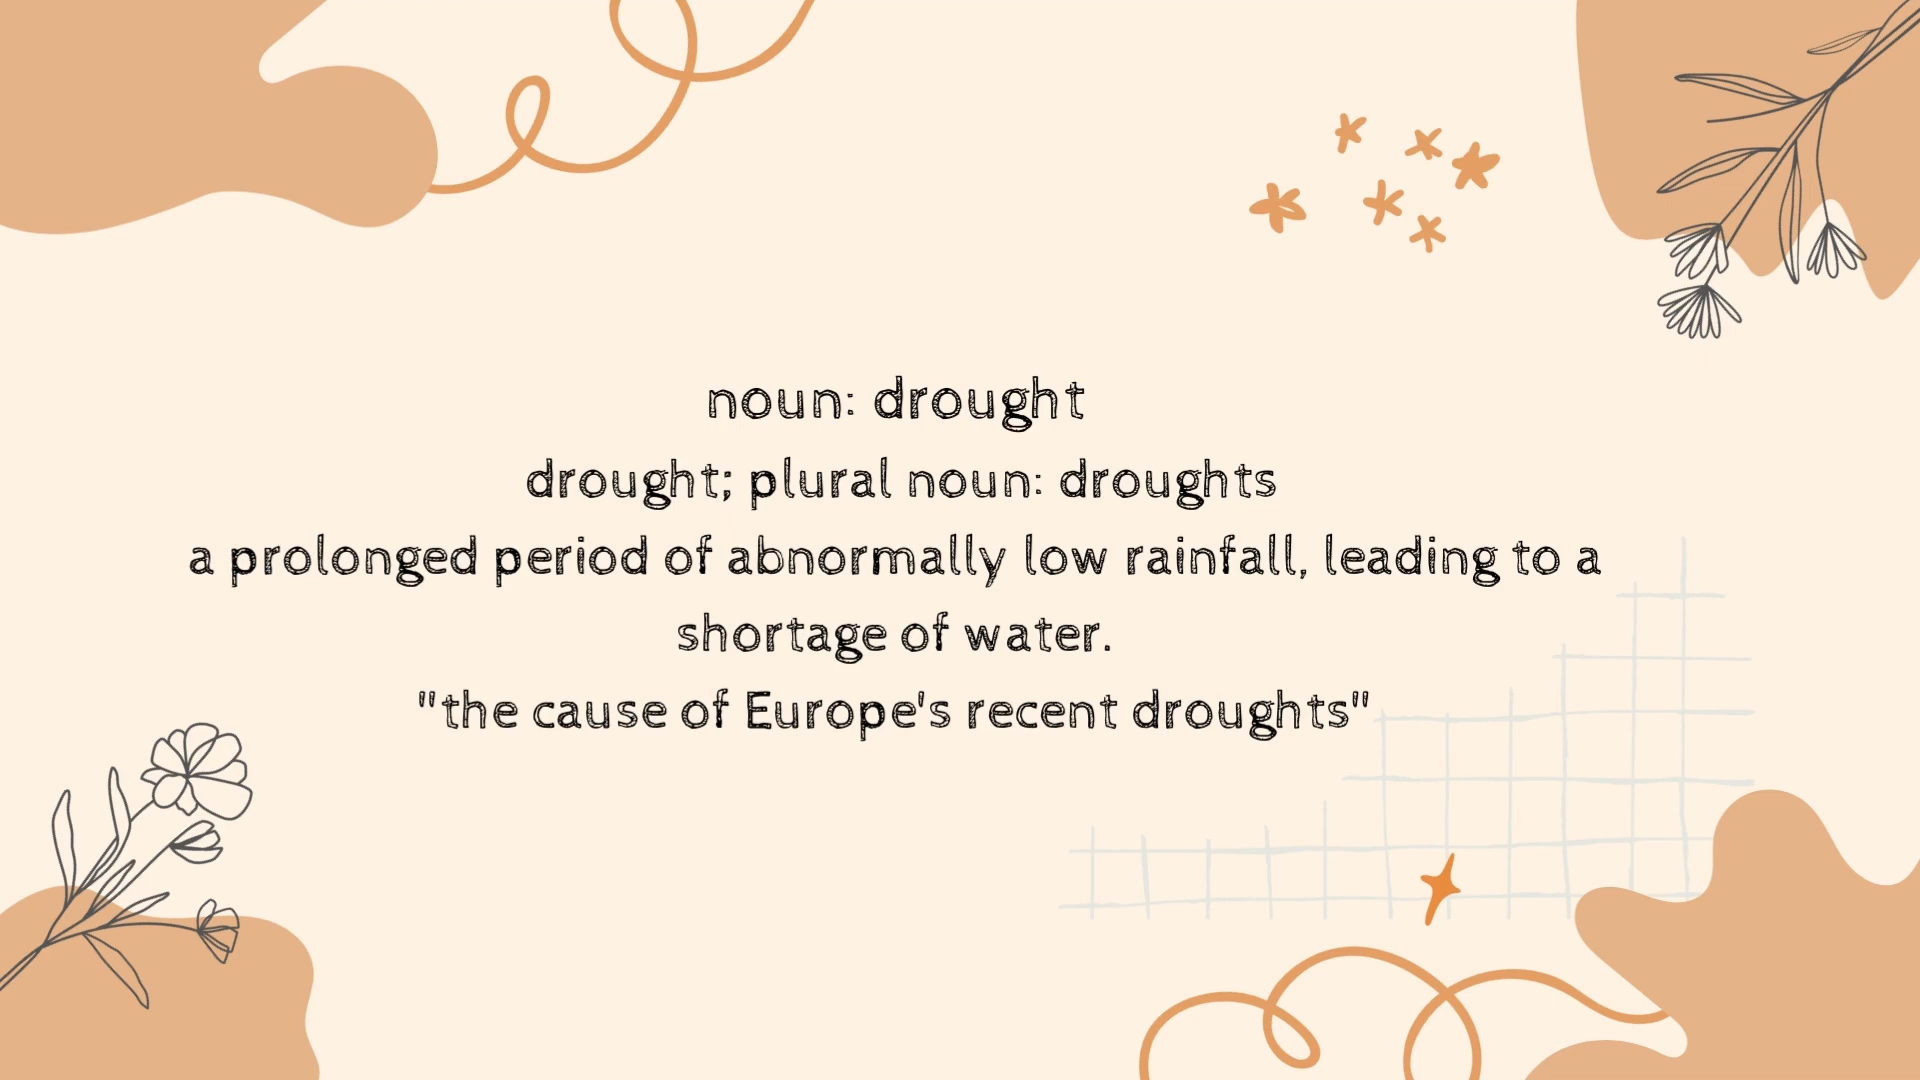 noun: drought
drought; plural noun: droughts
a prolonged period of abnormally low rainfall, leading to a
shortage of water.
"the cause of Europe's recent droughts"